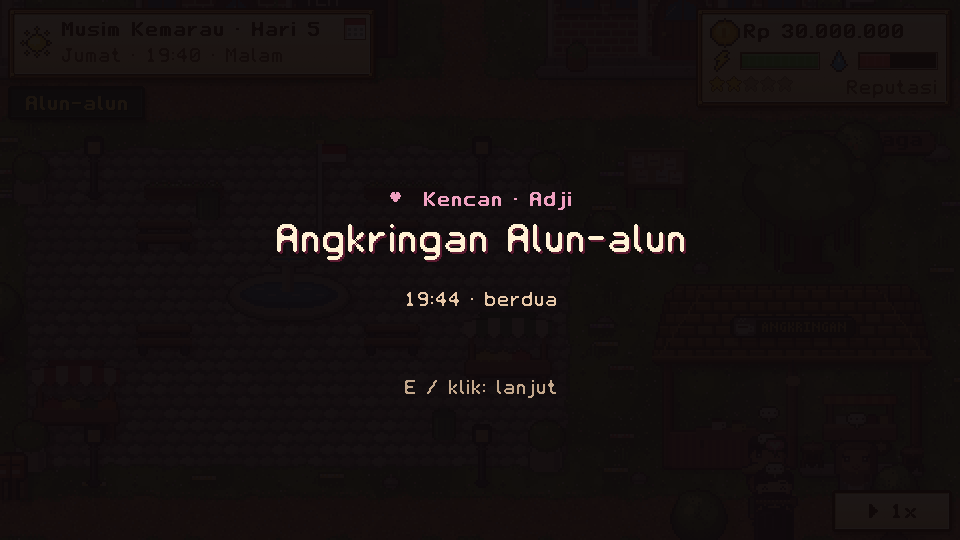 Musim Kemarau · Hari 5
Jumat · 19:40 · Malam
Rp 30.000.000
Reputasi
Alun-alun
♥ Kencan · Adji
Angkringan Alun-alun
19:44 · berdua
ANGKRINGAN
E / klik: lanjut
1x